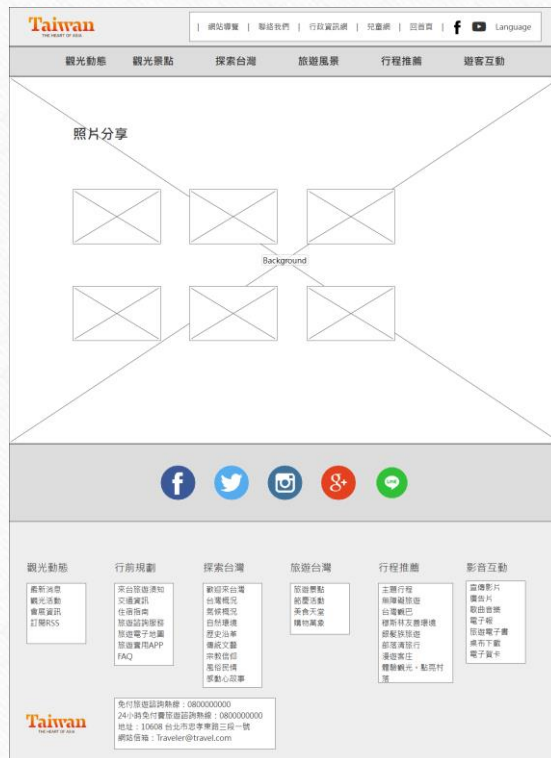 Taiwan
THE HEART OF ASIA
| 網站導覽 | 聯絡我們 | 行政資訊網 | 兒童網 | 回首頁 | Language
觀光動態 觀光景點 探索台灣 旅遊風景 行程推薦 遊客互動
照片分享
Background
觀光動態
最新消息
觀光活動
會展資訊
訂閱RSS
行前規劃
來台旅遊須知
交通資訊
住宿指南
旅遊諮詢服務
旅遊電子地圖
旅遊實用APP
FAQ
探索台灣
歡迎來台灣
台灣概況
氣候概況
自然環境
歷史沿革
傳統文藝
宗教信仰
風俗民情
感動心故事
旅遊台灣
旅遊景點
節慶活動
美食天堂
購物萬象
行程推薦
主題行程
無障礙旅遊
台灣觀巴
穆斯林友善環境
銀髮族旅遊
部落清旅行
漫遊客庄
體驗觀光・點亮村
落
影音互動
宣傳影片
廣告片
歌曲音樂
電子報
旅遊電子書
桌布下載
電子賀卡
Taiwan
THE HEART OF ASIA
免付旅遊諮詢熱線：0800000000
24小時免付費旅遊諮詢熱線：0800000000
地址：10608 台北市忠孝東路三段一號
網站信箱：Traveler@travel.com